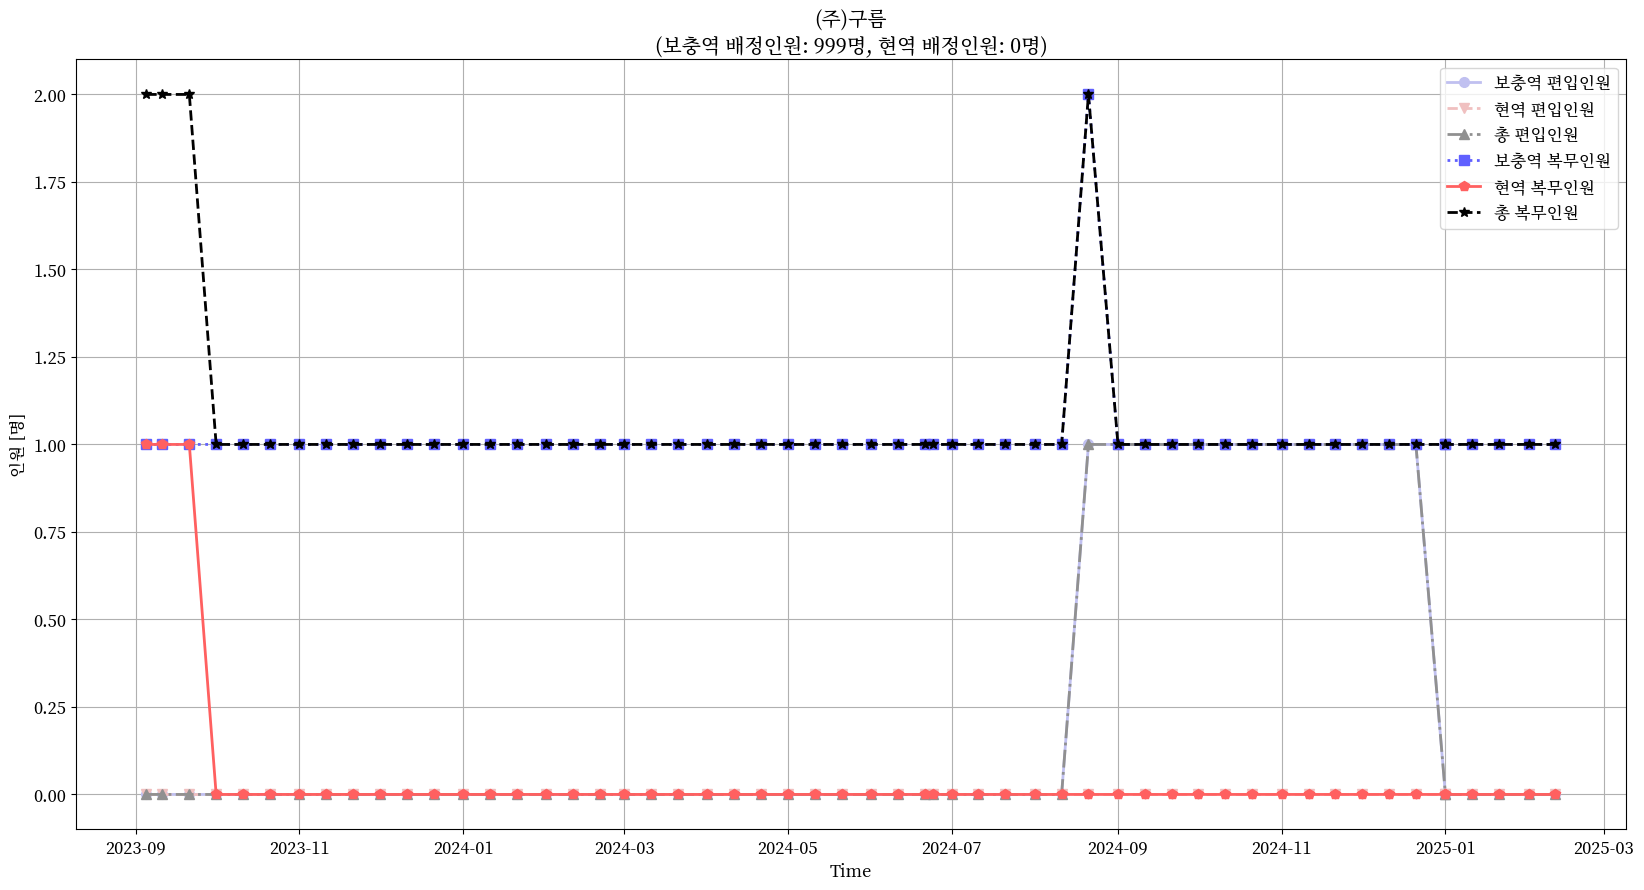 (주)구름
(보충역 배정인원: 999명, 현역 배정인원: 0명)
보충역 편입인원
현역 편입인원
총 편입인원
보충역 복무인원
현역 복무인원
총 복무인원
인원 [명]
2.00
1.75
1.50
1.25
1.00
0.75
0.50
0.25
0.00
2023-09 2023-11 2024-01 2024-03 2024-05 2024-07 2024-09 2024-11 2025-01 2025-03
Time